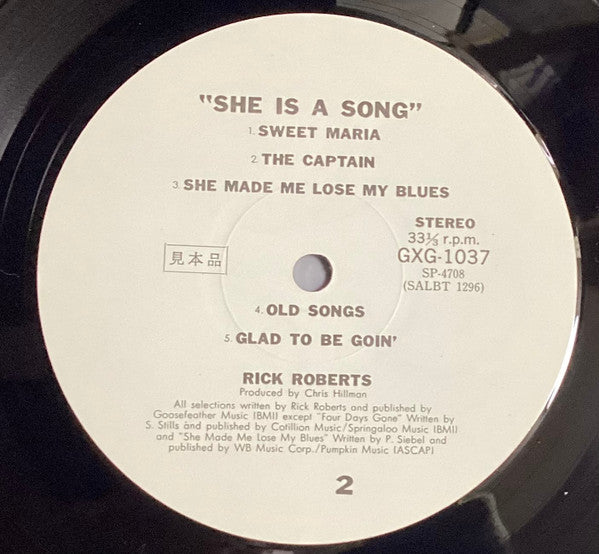 "SHE IS A SONG"
1. SWEET MARIA
2. THE CAPTAIN
3. SHE MADE ME LOSE MY BLUES
STEREO
33⅓ r.p.m.
GXG-1037
SP-4708
(SALBT 1296)
見本品
4. OLD SONGS
5. GLAD TO BE GOIN'
RICK ROBERTS
Produced by Chris Hillman
All selections written by Rick Roberts and published by
Goosefeather Music (BMI) except "Four Days Gone" Written by
S. Stills and published by Cotillion Music/Springaloo Music (BMI)
and "She Made Me Lose My Blues" Written by P. Siebel and
published by WB Music Corp./Pumpkin Music (ASCAP)
2